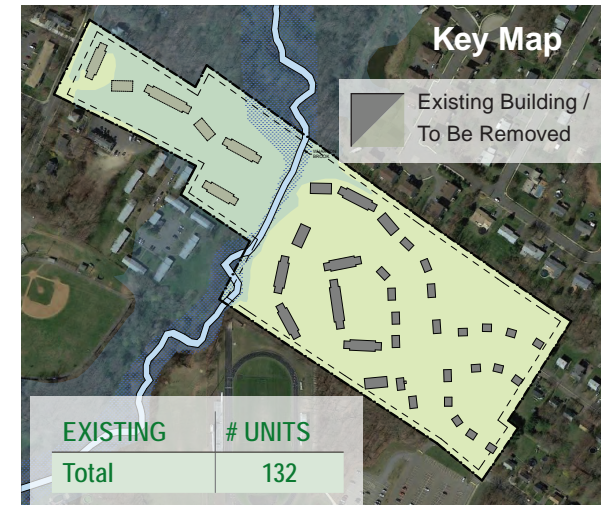 Key Map
Existing Building /
To Be Removed
EXISTING # UNITS
Total 132